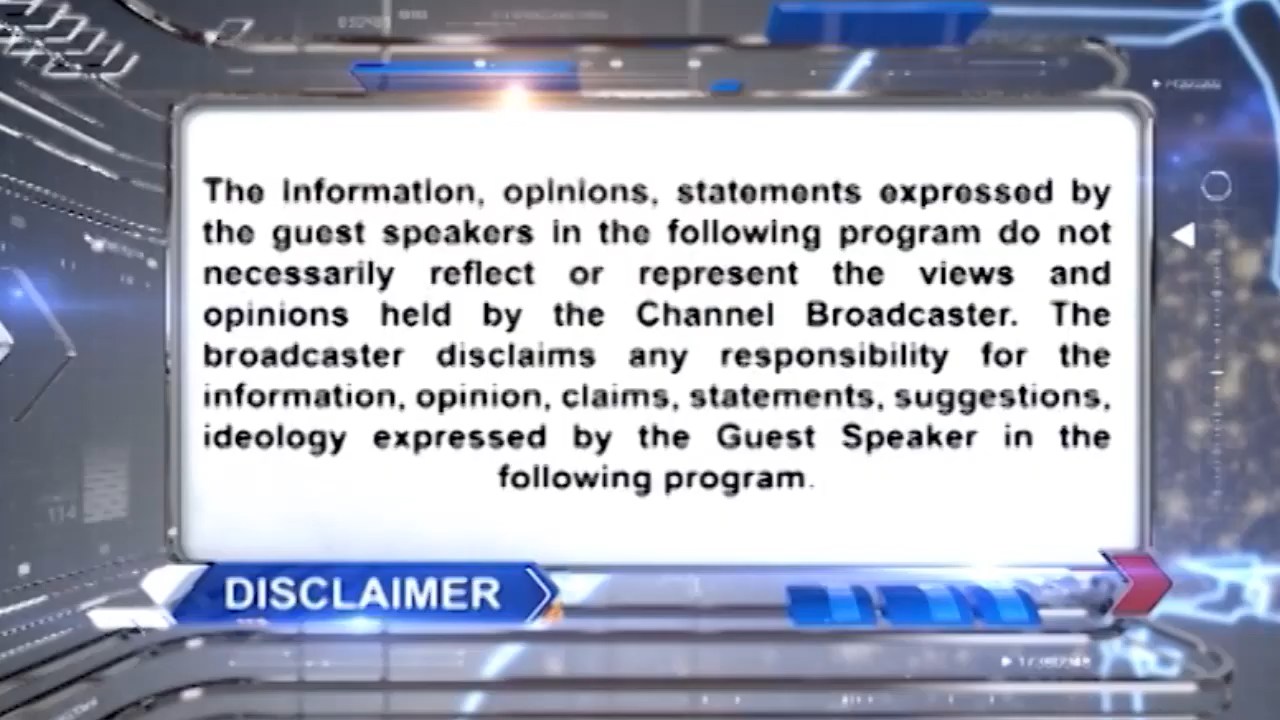 The Information, opinions, statements expressed by
the guest speakers in the following program do not
necessarily reflect or represent the views and
opinions held by the Channel Broadcaster. The
broadcaster disclaims any responsibility for the
information, opinion, claims, statements, suggestions,
ideology expressed by the Guest Speaker in the
following program.
114
DISCLAIMER